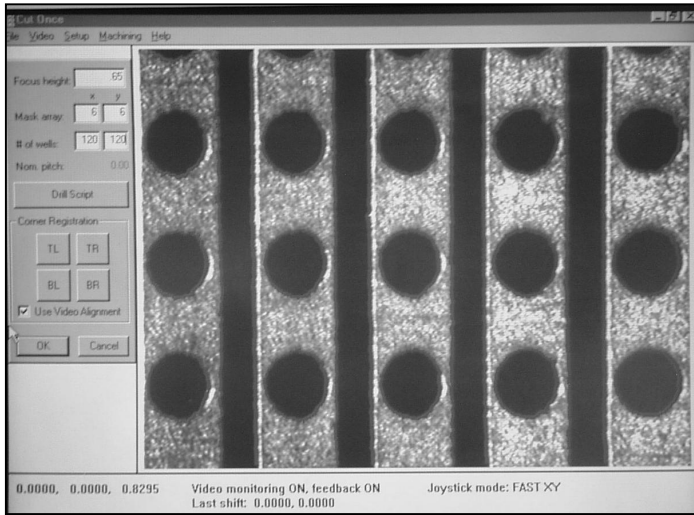 Cut Once
File Video Setup Machining Help
Focus height: 65
x y
Mask array: 6 6
# of wells: 120 120
Nom. pitch: 0.00
Drill Script
Corner Registration
TL TR
BL BR
Use Video Alignment
OK Cancel
0.0000, 0.0000, 0.8295 Video monitoring ON, feedback ON Joystick mode: FAST XY
Last shift: 0.0000, 0.0000